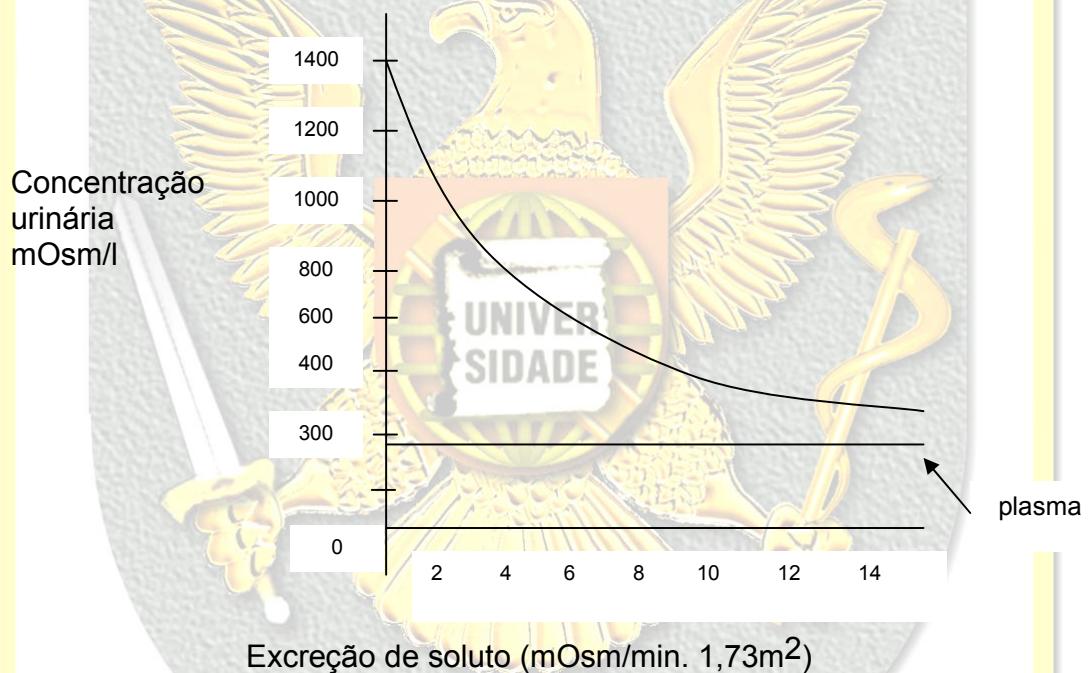 1400
1200
Concentração
urinária
mOsm/l
1000
800
600
400
300
0
UNIVER
SIDADE
plasma
2 4 6 8 10 12 14
Excreção de soluto (mOsm/min. 1,73m2)